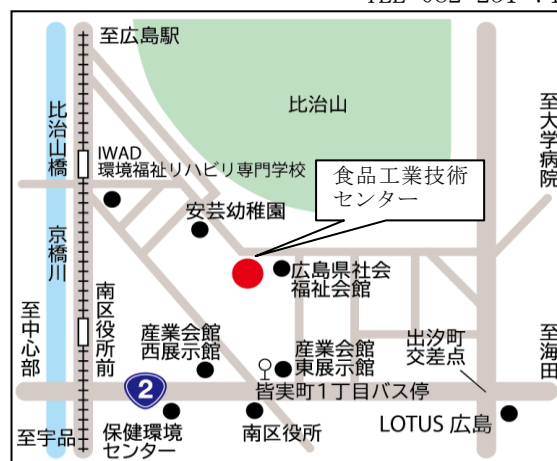 至広島駅
比治山
至大学病院
比治山橋
IWAD
環境福祉リハビリ専門学校
食品工業技術
センター
安芸幼稚園
京橋川
広島県社会
福祉会館
南区役所前
至中心部
産業会館
西展示館
産業会館
東展示館
出汐町
交差点
至海田
2
皆実町1丁目バス停
至宇品
保健環境
センター
南区役所
LOTUS 広島